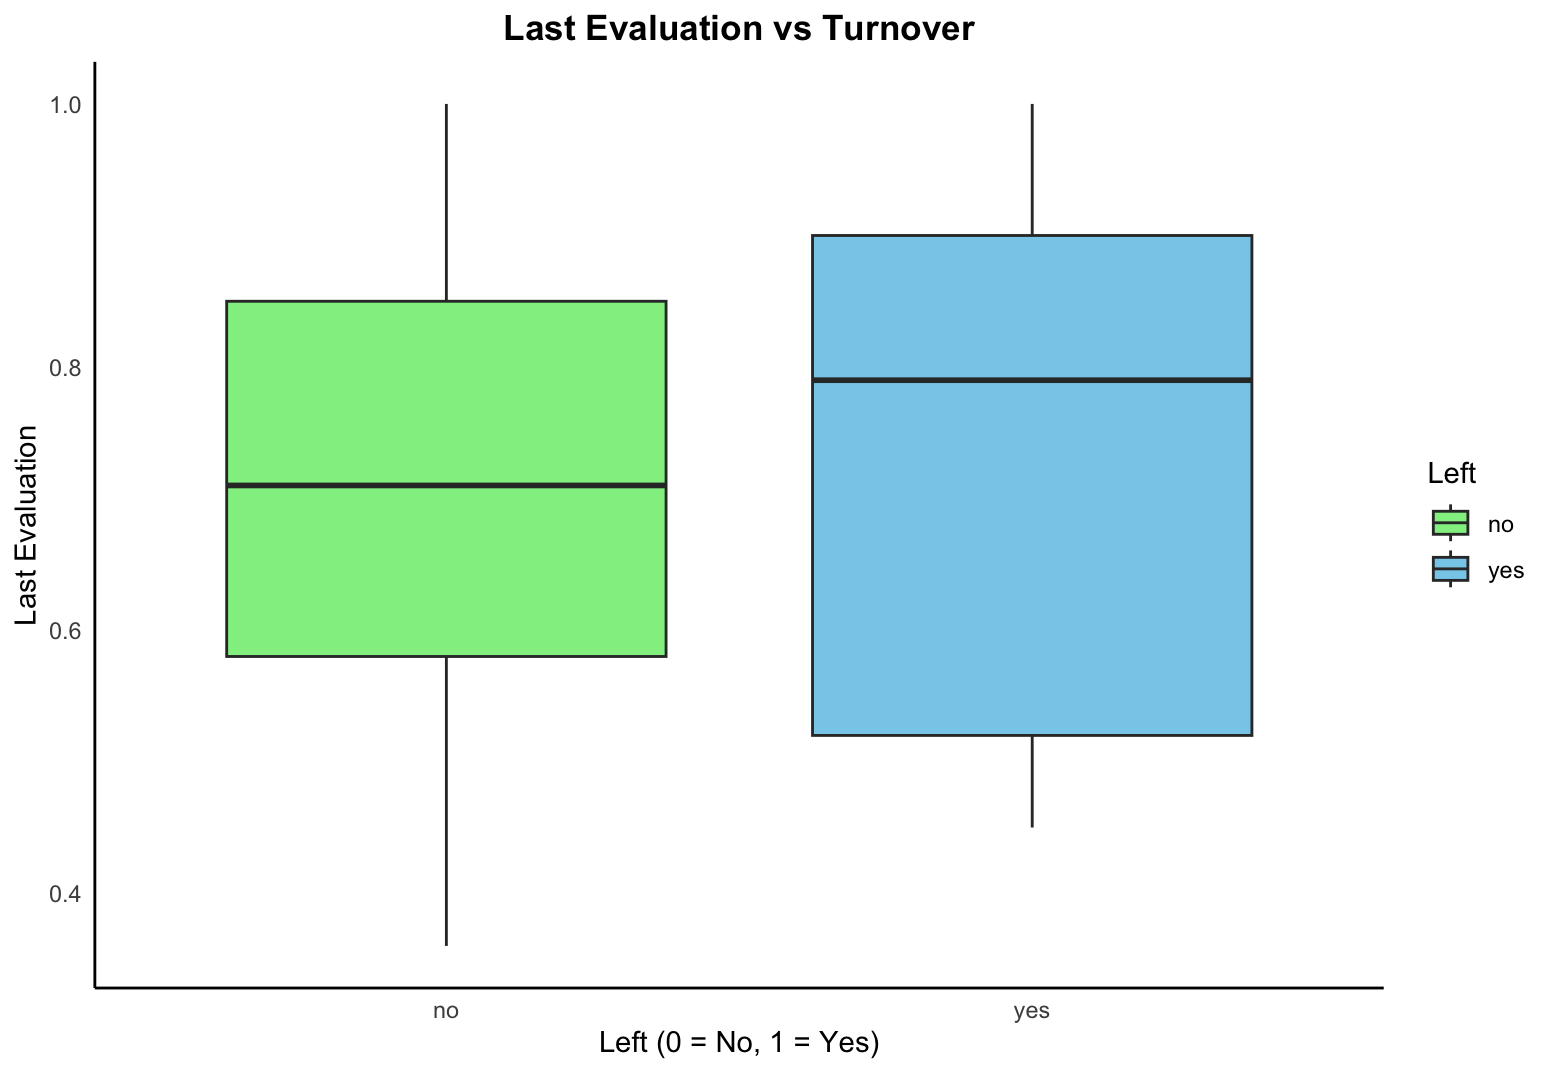 Last Evaluation vs Turnover
Last Evaluation
1.0
0.8
0.6
0.4
no
yes
Left (0 = No, 1 = Yes)
Left
no
yes